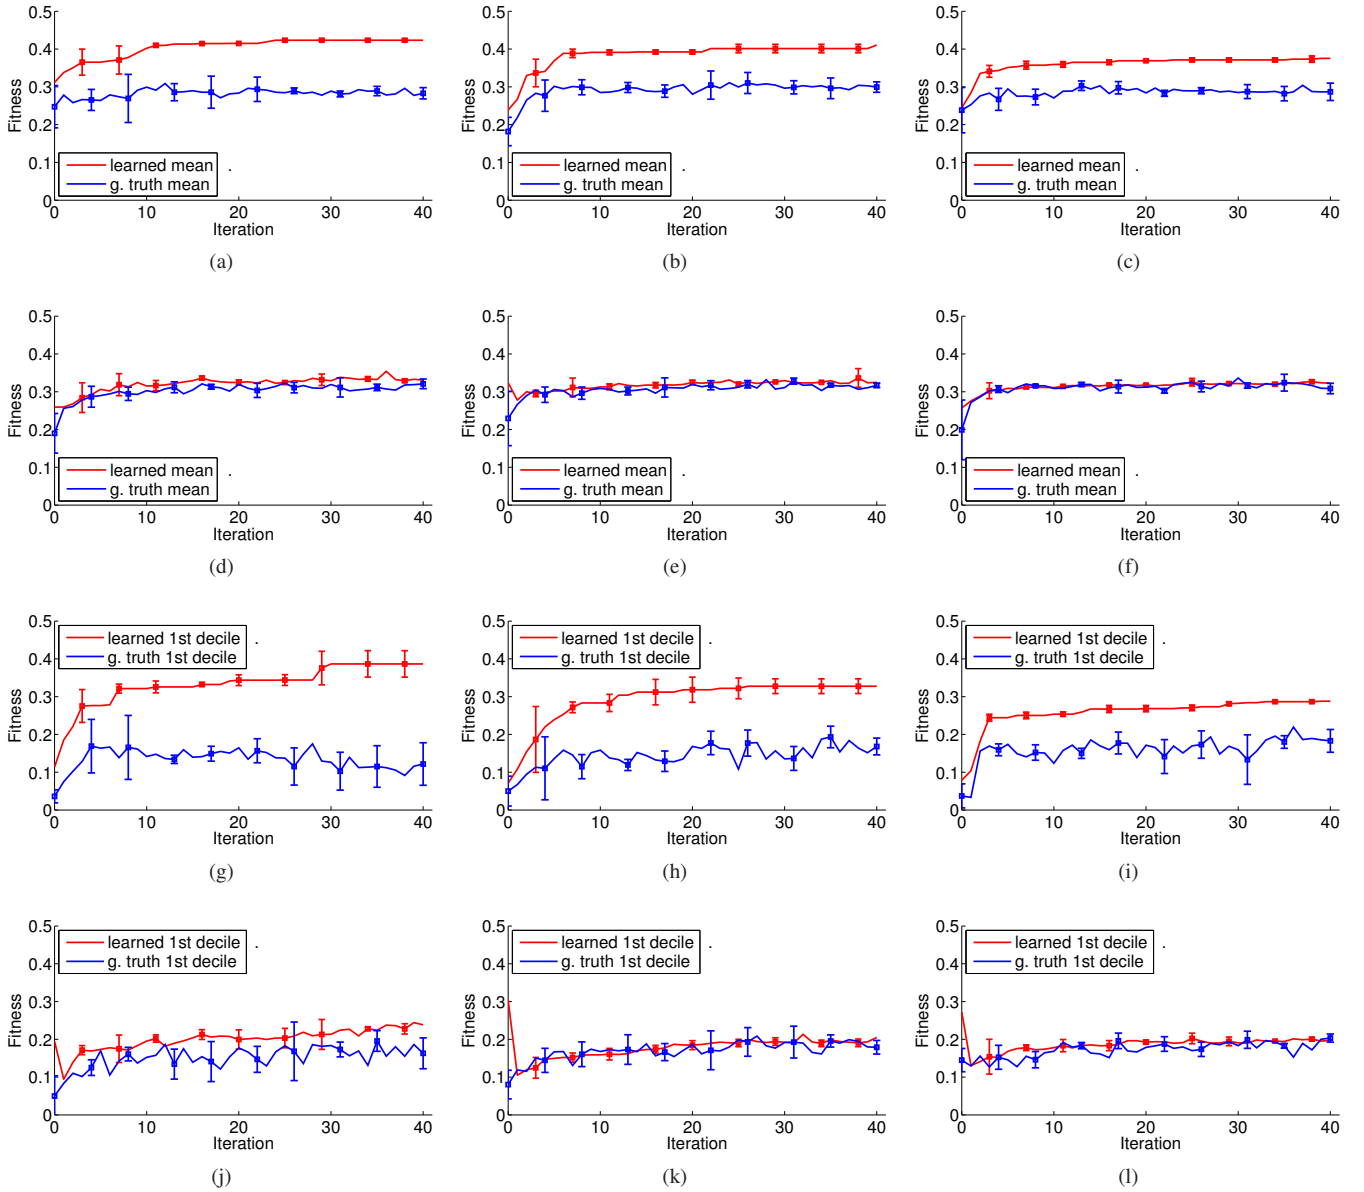 0.5 0.5 0.5
0.4 0.4 0.4
0.3 0.3 0.3
0.2 0.2 0.2
0.1 0.1 0.1
0 0 0
Fitness Fitness Fitness
learned mean . learned mean . learned mean .
g. truth mean g. truth mean g. truth mean
0 10 20 30 40 0 10 20 30 40 0 10 20 30 40
Iteration Iteration Iteration
(a) (b) (c)
0.5 0.5 0.5
0.4 0.4 0.4
0.3 0.3 0.3
0.2 0.2 0.2
0.1 0.1 0.1
0 0 0
Fitness Fitness Fitness
learned mean . learned mean . learned mean .
g. truth mean g. truth mean g. truth mean
0 10 20 30 40 0 10 20 30 40 0 10 20 30 40
Iteration Iteration Iteration
(d) (e) (f)
0.5 0.5 0.5
learned 1st decile . learned 1st decile . learned 1st decile .
g. truth 1st decile g. truth 1st decile g. truth 1st decile
0.4 0.4 0.4
0.3 0.3 0.3
0.2 0.2 0.2
0.1 0.1 0.1
0 0 0
Fitness Fitness Fitness
0 10 20 30 40 0 10 20 30 40 0 10 20 30 40
Iteration Iteration Iteration
(g) (h) (i)
0.5 0.5 0.5
learned 1st decile . learned 1st decile . learned 1st decile .
g. truth 1st decile g. truth 1st decile g. truth 1st decile
0.4 0.4 0.4
0.3 0.3 0.3
0.2 0.2 0.2
0.1 0.1 0.1
0 0 0
Fitness Fitness Fitness
0 10 20 30 40 0 10 20 30 40 0 10 20 30 40
Iteration Iteration Iteration
(j) (k) (l)